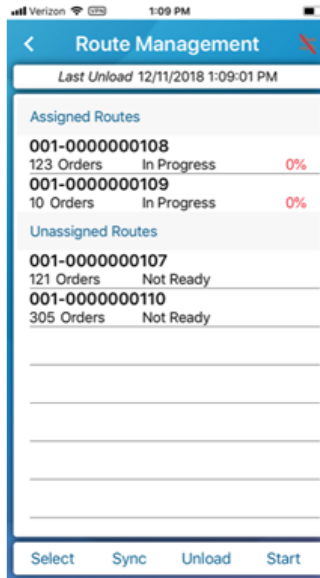 Verizon VPN 1:09 PM
Route Management
Last Unload 12/11/2018 1:09:01 PM
Assigned Routes
001-0000000108
123 Orders In Progress 0%
001-0000000109
10 Orders In Progress 0%
Unassigned Routes
001-0000000107
121 Orders Not Ready
001-0000000110
305 Orders Not Ready
Select Sync Unload Start